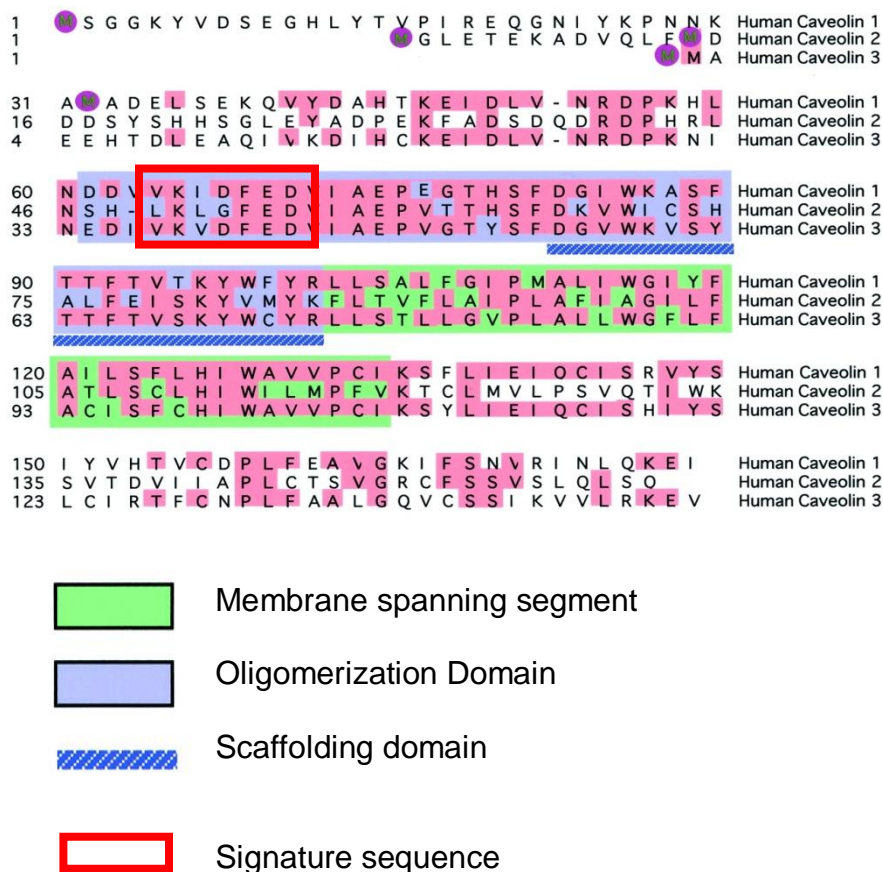 1 M S G G K Y V D S E G H L Y T V P I R E Q G N I Y K P N N K Human Caveolin 1
1 M G L E T E K A D V Q L F M D Human Caveolin 2
1 M M A Human Caveolin 3
31 A M A D E L S E K Q V Y D A H T K E I D L V - N R D P K H L Human Caveolin 1
16 D D S Y S H H S G L E Y A D P E K F A D S D Q D R D P H R L Human Caveolin 2
4 E E H T D L E A Q I V K D I H C K E I D L V - N R D P K N I Human Caveolin 3
60 N D D V V K I D F E D V I A E P E G T H S F D G I W K A S F Human Caveolin 1
46 N S H - L K L G F E D V I A E P V T T H S F D K V W I C S H Human Caveolin 2
33 N E D I V K V D F E D V I A E P V G T Y S F D G V W K V S Y Human Caveolin 3
90 T T F T V T K Y W F Y R L L S A L F G I P M A L I W G I Y F Human Caveolin 1
75 A L F E I S K Y V M Y K F L T V F L A I P L A F I A G I L F Human Caveolin 2
63 T T F T V S K Y W C Y R L L S T L L G V P L A L L W G F L F Human Caveolin 3
120 A I L S F L H I W A V V P C I K S F L I E I Q C I S R V Y S Human Caveolin 1
105 A T L S C L H I W I L M P F V K T C L M V L P S V Q T I W K Human Caveolin 2
93 A C I S F C H I W A V V P C I K S Y L I E I Q C I S H I Y S Human Caveolin 3
150 I Y V H T V C D P L F E A V G K I F S N V R I N L Q K E I Human Caveolin 1
135 S V T D V I I A P L C T S V G R C F S S V S L Q L S Q Human Caveolin 2
123 L C I R T F C N P L F A A L G Q V C S S I K V V L R K E V Human Caveolin 3
Membrane spanning segment
Oligomerization Domain
Scaffolding domain
Signature sequence